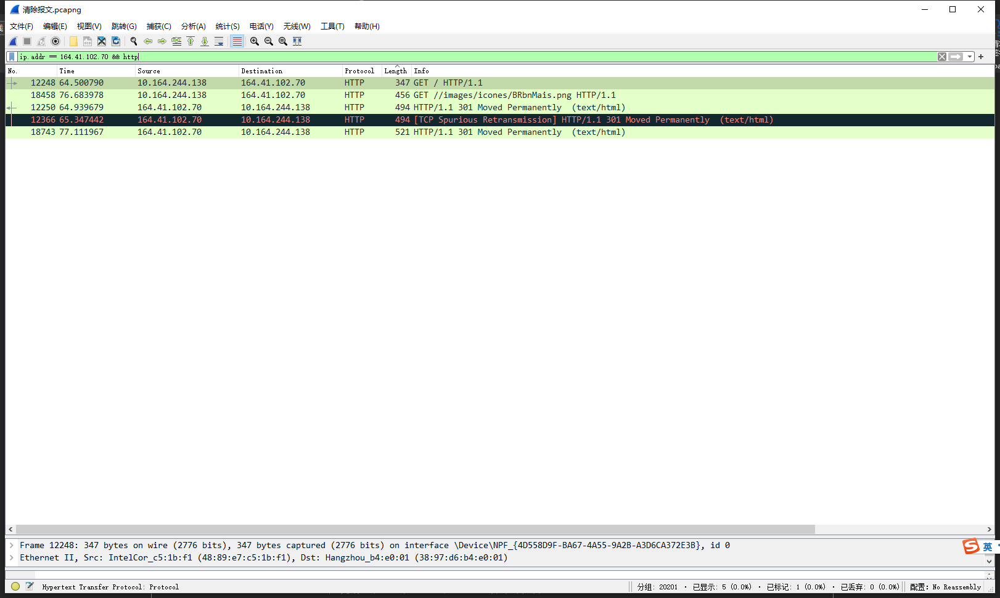 清除报文.pcapng
文件(F) 编辑(E) 视图(V) 跳转(G) 捕获(C) 分析(A) 统计(S) 电话(Y) 无线(W) 工具(T) 帮助(H)
ip.addr == 164.41.102.70 && http
No. Time Source Destination Protocol Length Info
12248 64.500790 10.164.244.138 164.41.102.70 HTTP 347 GET / HTTP/1.1
18458 76.683978 10.164.244.138 164.41.102.70 HTTP 456 GET //images/icones/BRbnMais.png HTTP/1.1
12250 64.939679 164.41.102.70 10.164.244.138 HTTP 494 HTTP/1.1 301 Moved Permanently (text/html)
12366 65.347442 164.41.102.70 10.164.244.138 HTTP 494 [TCP Spurious Retransmission] HTTP/1.1 301 Moved Permanently (text/html)
18743 77.111967 164.41.102.70 10.164.244.138 HTTP 521 HTTP/1.1 301 Moved Permanently (text/html)
Frame 12248: 347 bytes on wire (2776 bits), 347 bytes captured (2776 bits) on interface \Device\NPF_{4D558D9F-BA67-4A55-9A2B-A3D6CA372E3B}, id 0
Ethernet II, Src: IntelCor_c5:1b:f1 (48:89:e7:c5:1b:f1), Dst: Hangzhou_b4:e0:01 (38:97:d6:b4:e0:01)
英
Hypertext Transfer Protocol: Protocol
分组: 20201 · 已显示: 5 (0.0%) · 已标记: 1 (0.0%) · 已丢弃: 0 (0.0%)
配置: No Reassembly